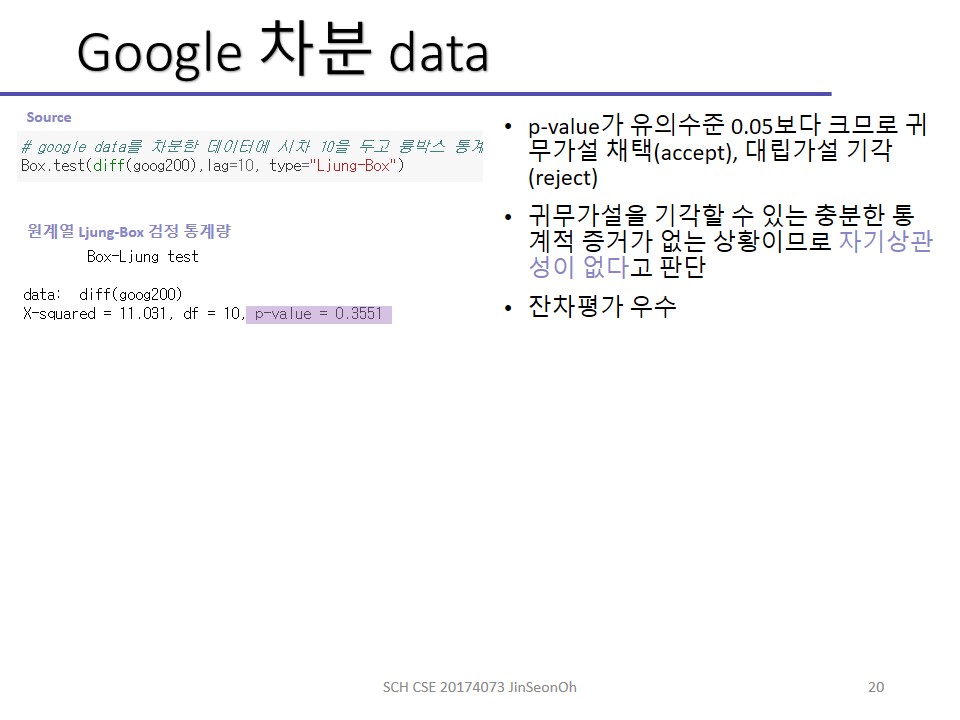 Google 차분 data
Source
# google data를 차분한 데이터에 시차 10을 두고 륭박스 통계
Box.test(diff(goog200),lag=10, type="Ljung-Box")
원계열 Ljung-Box 검정 통계량
Box-Ljung test
data:  diff(goog200)
X-squared = 11.031, df = 10, p-value = 0.3551
• p-value가 유의수준 0.05보다 크므로 귀
무가설 채택(accept), 대립가설 기각
(reject)
• 귀무가설을 기각할 수 있는 충분한 통
계적 증거가 없는 상황이므로 자기상관
성이 없다고 판단
• 잔차평가 우수
SCH CSE 20174073 JinSeonOh
20